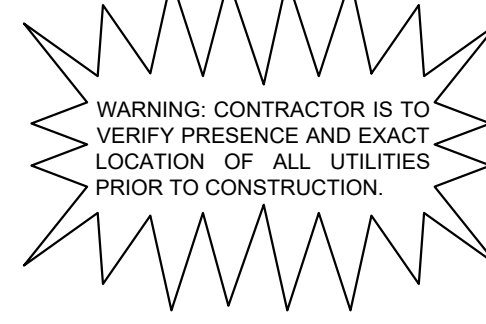 WARNING: CONTRACTOR IS TO
VERIFY PRESENCE AND EXACT
LOCATION OF ALL UTILITIES
PRIOR TO CONSTRUCTION.